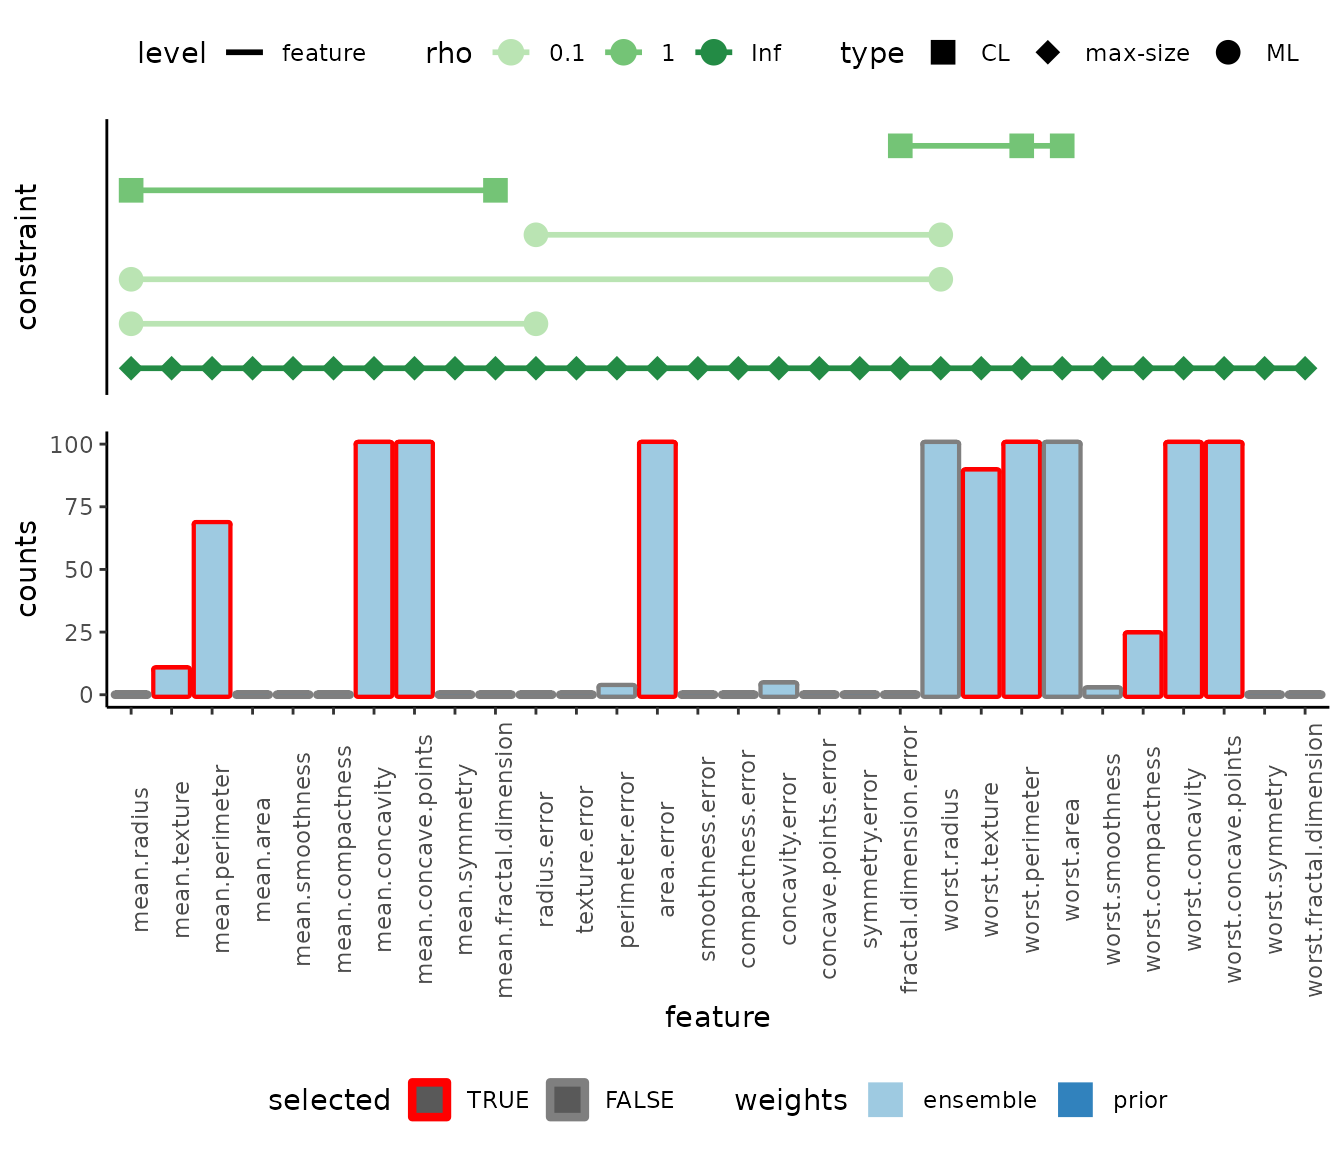 level feature rho 0.1 1 Inf type CL max-size ML
constraint
counts
100
75
50
25
0
mean.radius
mean.texture
mean.perimeter
mean.area
mean.smoothness
mean.compactness
mean.concavity
mean.concave.points
mean.symmetry
mean.fractal.dimension
radius.error
texture.error
perimeter.error
area.error
smoothness.error
compactness.error
concavity.error
concave.points.error
symmetry.error
fractal.dimension.error
worst.radius
worst.texture
worst.perimeter
worst.area
worst.smoothness
worst.compactness
worst.concavity
worst.concave.points
worst.symmetry
worst.fractal.dimension
feature
selected TRUE FALSE weights ensemble prior